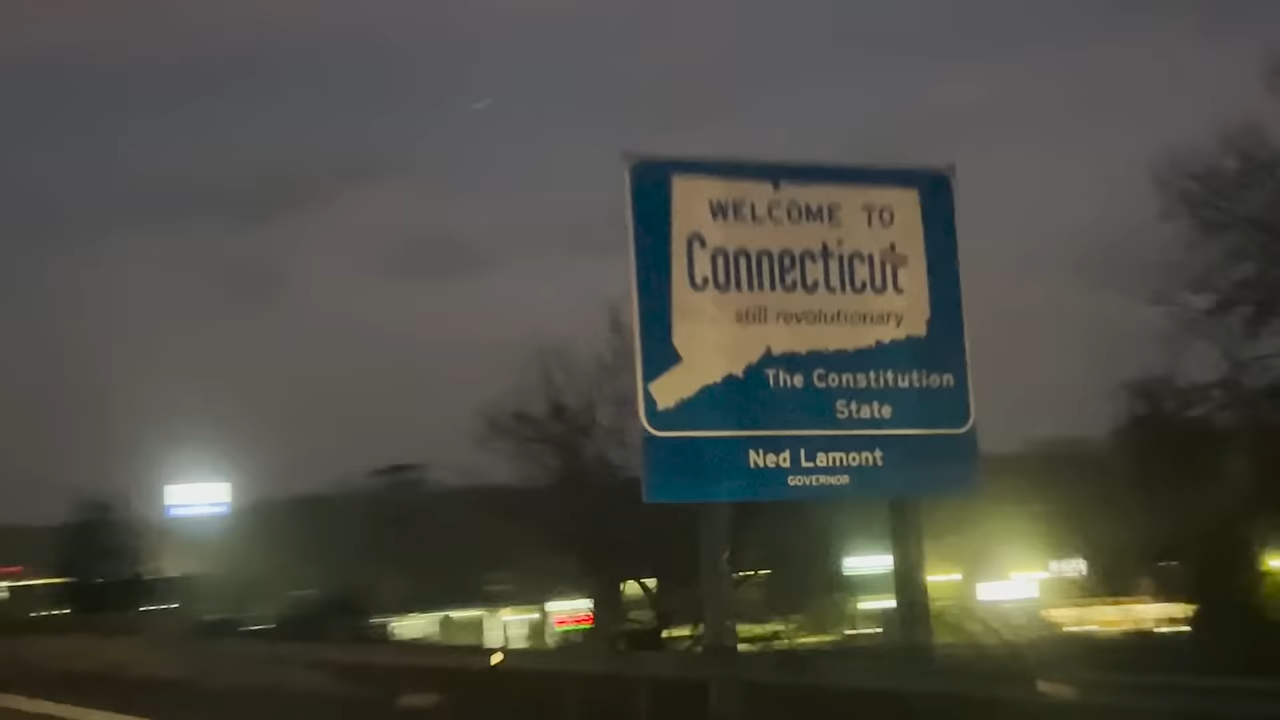 WELCOME TO
Connecticut
still revolutionary
The Constitution
State
Ned Lamont
GOVERNOR